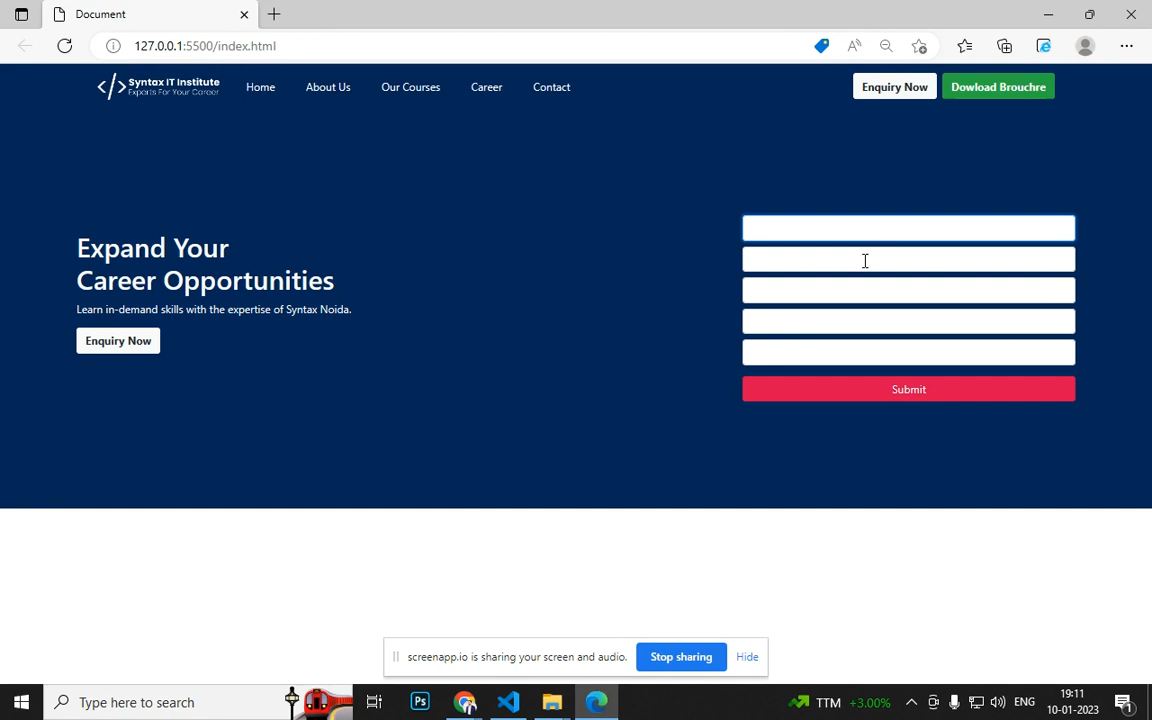 Document
127.0.0.1:5500/index.html
Syntax IT Institute
Experts For Your Career
Home
About Us
Our Courses
Career
Contact
Enquiry Now
Dowload Brouchre
Expand Your
Career Opportunities
Learn in-demand skills with the expertise of Syntax Noida.
Enquiry Now
Submit
screenapp.io is sharing your screen and audio.
Stop sharing
Hide
Type here to search
Ps
TTM +3.00%
ENG
19:11
10-01-2023
1